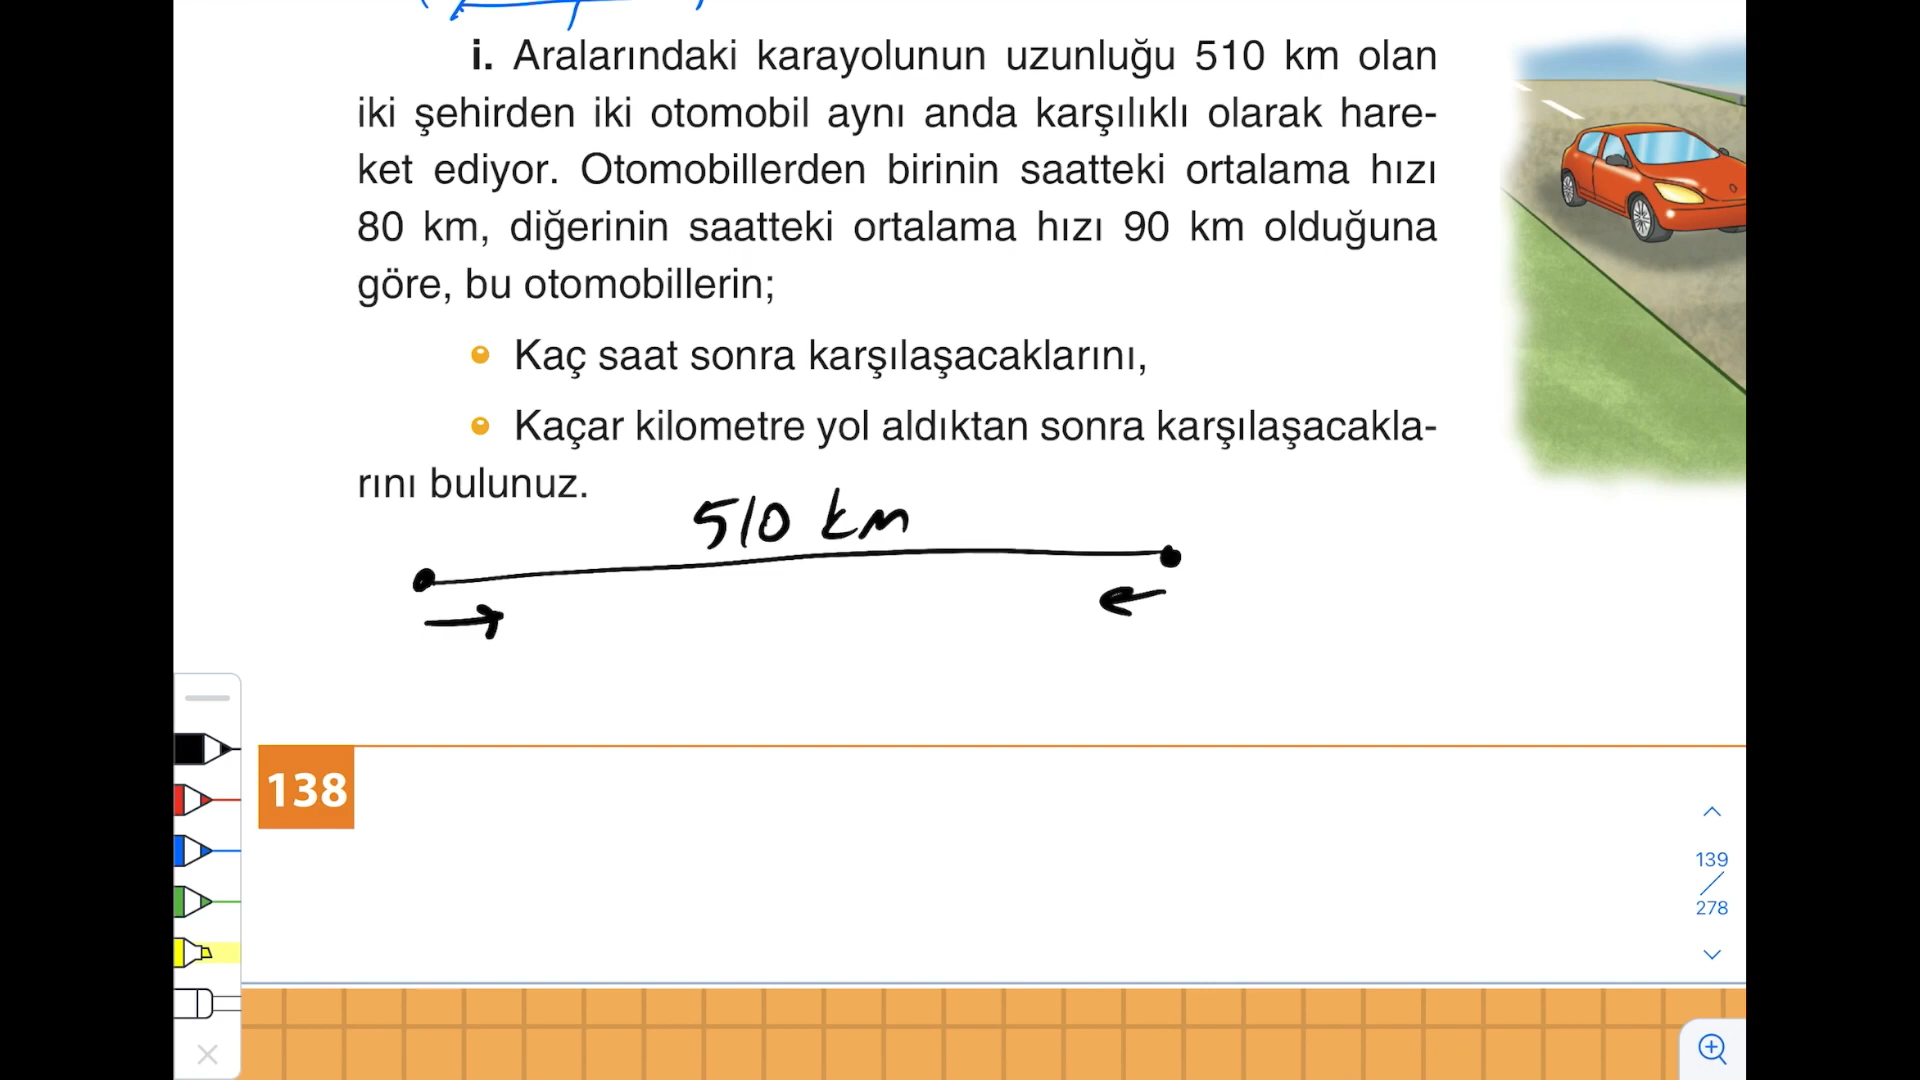 i. Aralarındaki karayolunun uzunluğu 510 km olan
iki şehirden iki otomobil aynı anda karşılıklı olarak hare-
ket ediyor. Otomobillerden birinin saatteki ortalama hızı
80 km, diğerinin saatteki ortalama hızı 90 km olduğuna
göre, bu otomobillerin;
Kaç saat sonra karşılaşacaklarını,
Kaçar kilometre yol aldıktan sonra karşılaşacakla-
rını bulunuz.
510 km
138
139
278